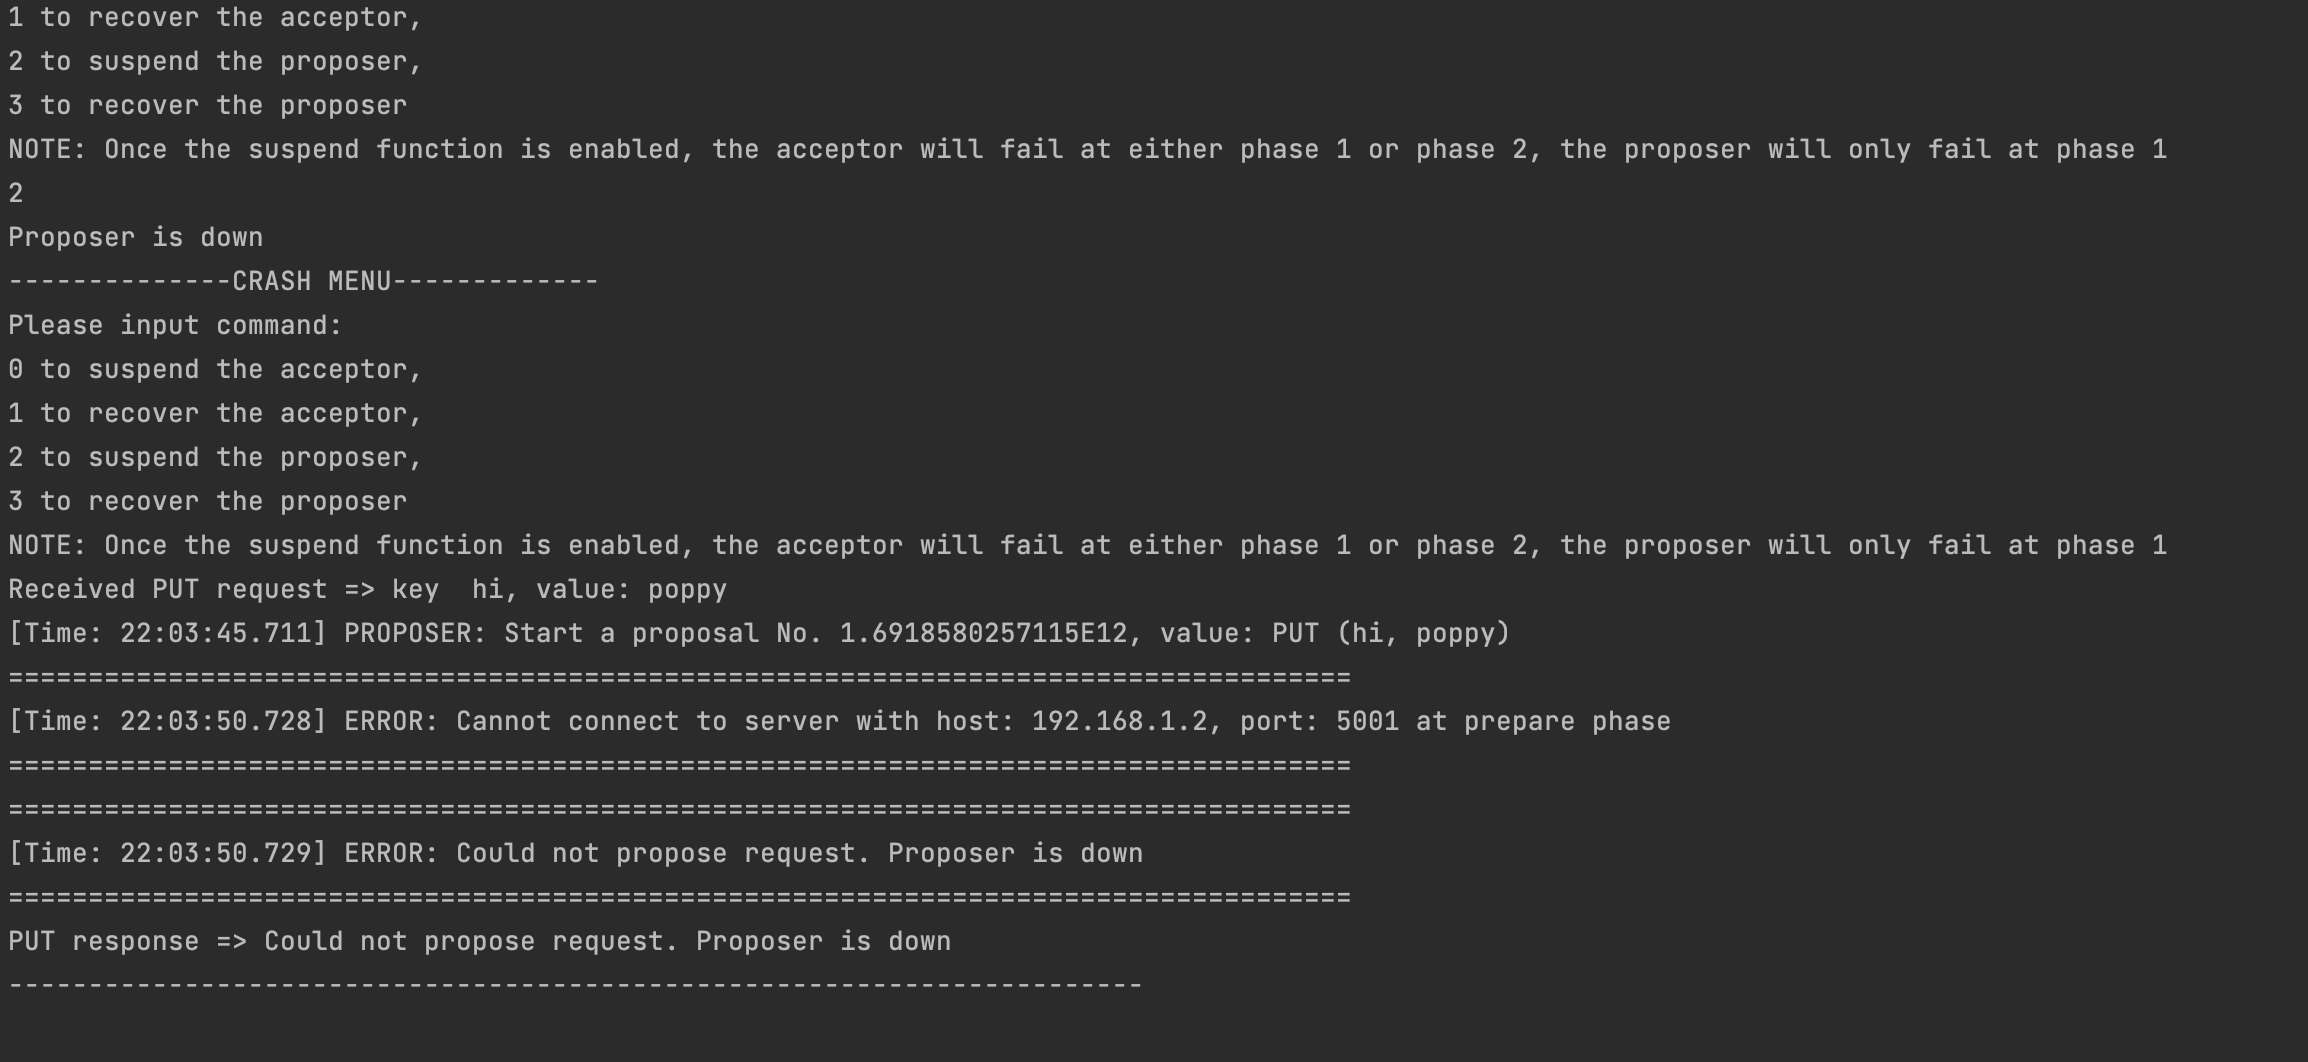 1 to recover the acceptor,
2 to suspend the proposer,
3 to recover the proposer
NOTE: Once the suspend function is enabled, the acceptor will fail at either phase 1 or phase 2, the proposer will only fail at phase 1
2
Proposer is down
--------------CRASH MENU-------------
Please input command:
0 to suspend the acceptor,
1 to recover the acceptor,
2 to suspend the proposer,
3 to recover the proposer
NOTE: Once the suspend function is enabled, the acceptor will fail at either phase 1 or phase 2, the proposer will only fail at phase 1
Received PUT request => key  hi, value: poppy
[Time: 22:03:45.711] PROPOSER: Start a proposal No. 1.6918580257115E12, value: PUT (hi, poppy)
====================================================================================
[Time: 22:03:50.728] ERROR: Cannot connect to server with host: 192.168.1.2, port: 5001 at prepare phase
====================================================================================
====================================================================================
[Time: 22:03:50.729] ERROR: Could not propose request. Proposer is down
====================================================================================
PUT response => Could not propose request. Proposer is down
-----------------------------------------------------------------------